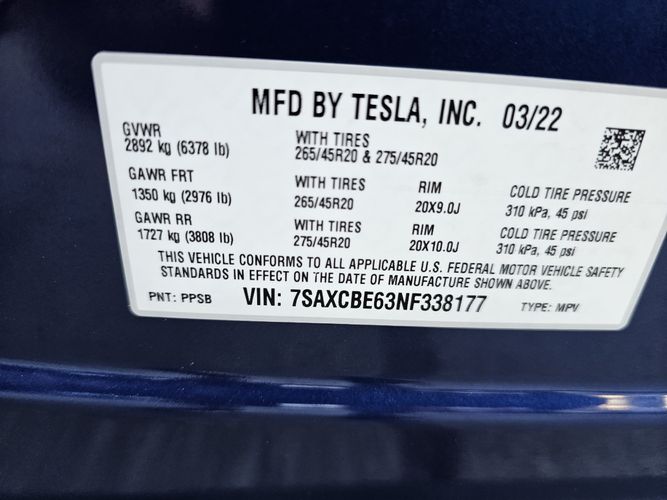 MFD BY TESLA, INC. 03/22
GVWR
2892 kg (6378 lb)
WITH TIRES
265/45R20 & 275/45R20
GAWR FRT
1350 kg (2976 lb)
WITH TIRES
265/45R20
RIM
20X9.0J
COLD TIRE PRESSURE
310 kPa, 45 psi
GAWR RR
1727 kg (3808 lb)
WITH TIRES
275/45R20
RIM
20X10.0J
COLD TIRE PRESSURE
310 kPa, 45 psi
THIS VEHICLE CONFORMS TO ALL APPLICABLE U.S. FEDERAL MOTOR VEHICLE SAFETY
STANDARDS IN EFFECT ON THE DATE OF MANUFACTURE SHOWN ABOVE.
PNT: PPSB VIN: 7SAXCBE63NF338177 TYPE: MPV